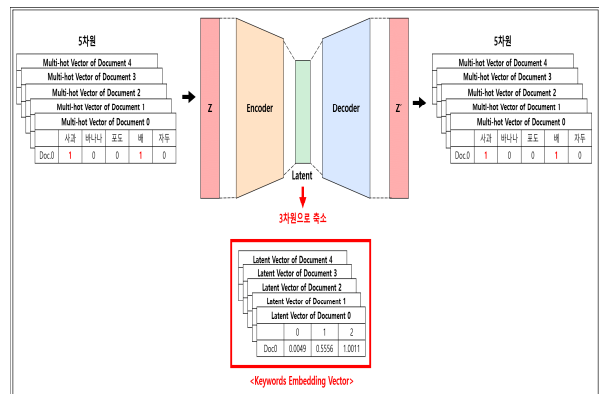 5차원
Multi-hot Vector of Document 4
Multi-hot Vector of Document 3
Multi-hot Vector of Document 2
Multi-hot Vector of Document 1
Multi-hot Vector of Document 0
사과 바나나 포도 배 자두
Doc.0 1 0 0 1 0
Z
Encoder
Latent
Decoder
Z'
3차원으로 축소
5차원
Multi-hot Vector of Document 4
Multi-hot Vector of Document 3
Multi-hot Vector of Document 2
Multi-hot Vector of Document 1
Multi-hot Vector of Document 0
사과 바나나 포도 배 자두
Doc.0 1 0 0 1 0
Latent Vector of Document 4
Latent Vector of Document 3
Latent Vector of Document 2
Latent Vector of Document 1
Latent Vector of Document 0
0 1 2
Doc0 0.0049 0.5556 1.0011
<Keywords Embedding Vector>